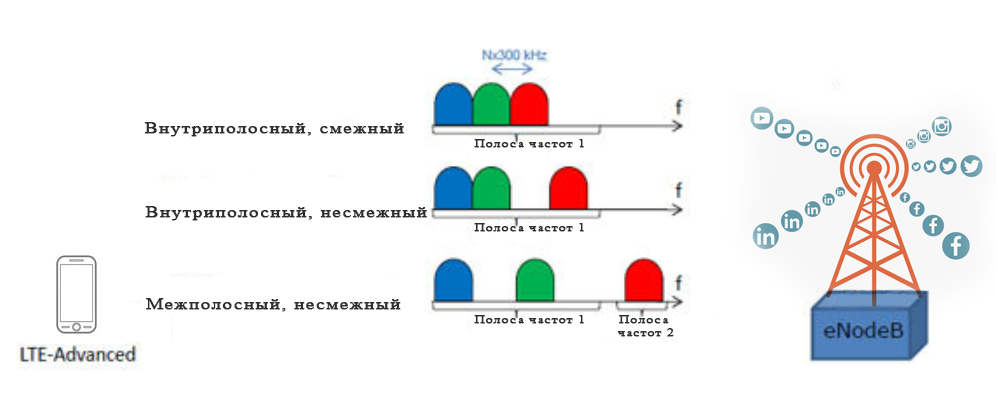 Nx300 kHz
f
Внутриполосный, смежный
Полоса частот 1
f
Внутриполосный, несмежный
Полоса частот 1
f
Межполосный, несмежный
Полоса частот 1
Полоса
частот 2
eNodeB
LTE-Advanced